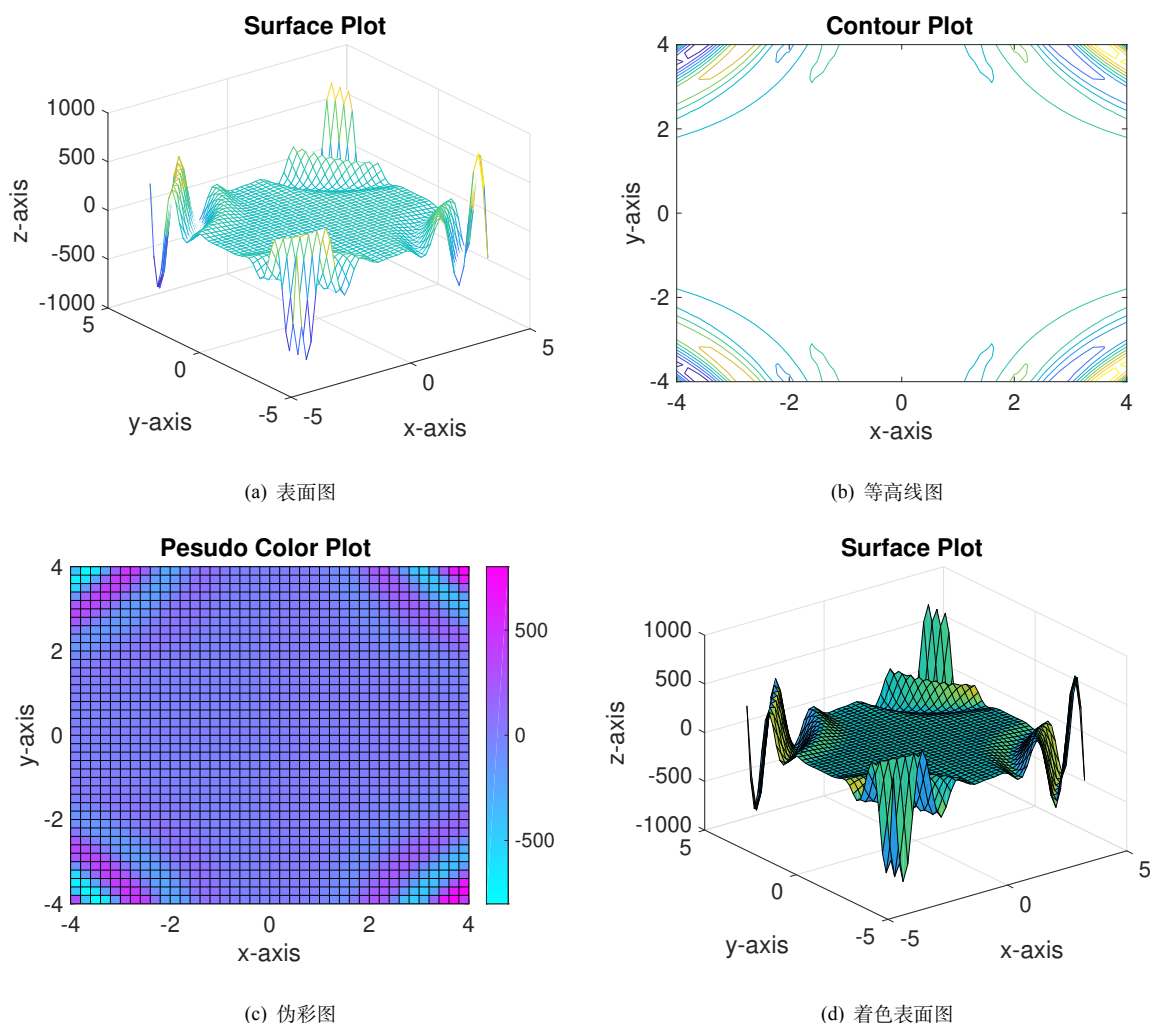 Surface Plot
1000
500
0
-500
-1000
z-axis
5
0
-5
y-axis
-5
0
5
x-axis
(a) 表面图
Contour Plot
4
2
0
-2
-4
y-axis
-4
-2
0
2
4
x-axis
(b) 等高线图
Pesudo Color Plot
4
2
0
-2
-4
y-axis
-4
-2
0
2
4
x-axis
500
0
-500
(c) 伪彩图
Surface Plot
1000
500
0
-500
-1000
z-axis
5
0
-5
y-axis
-5
0
5
x-axis
(d) 着色表面图